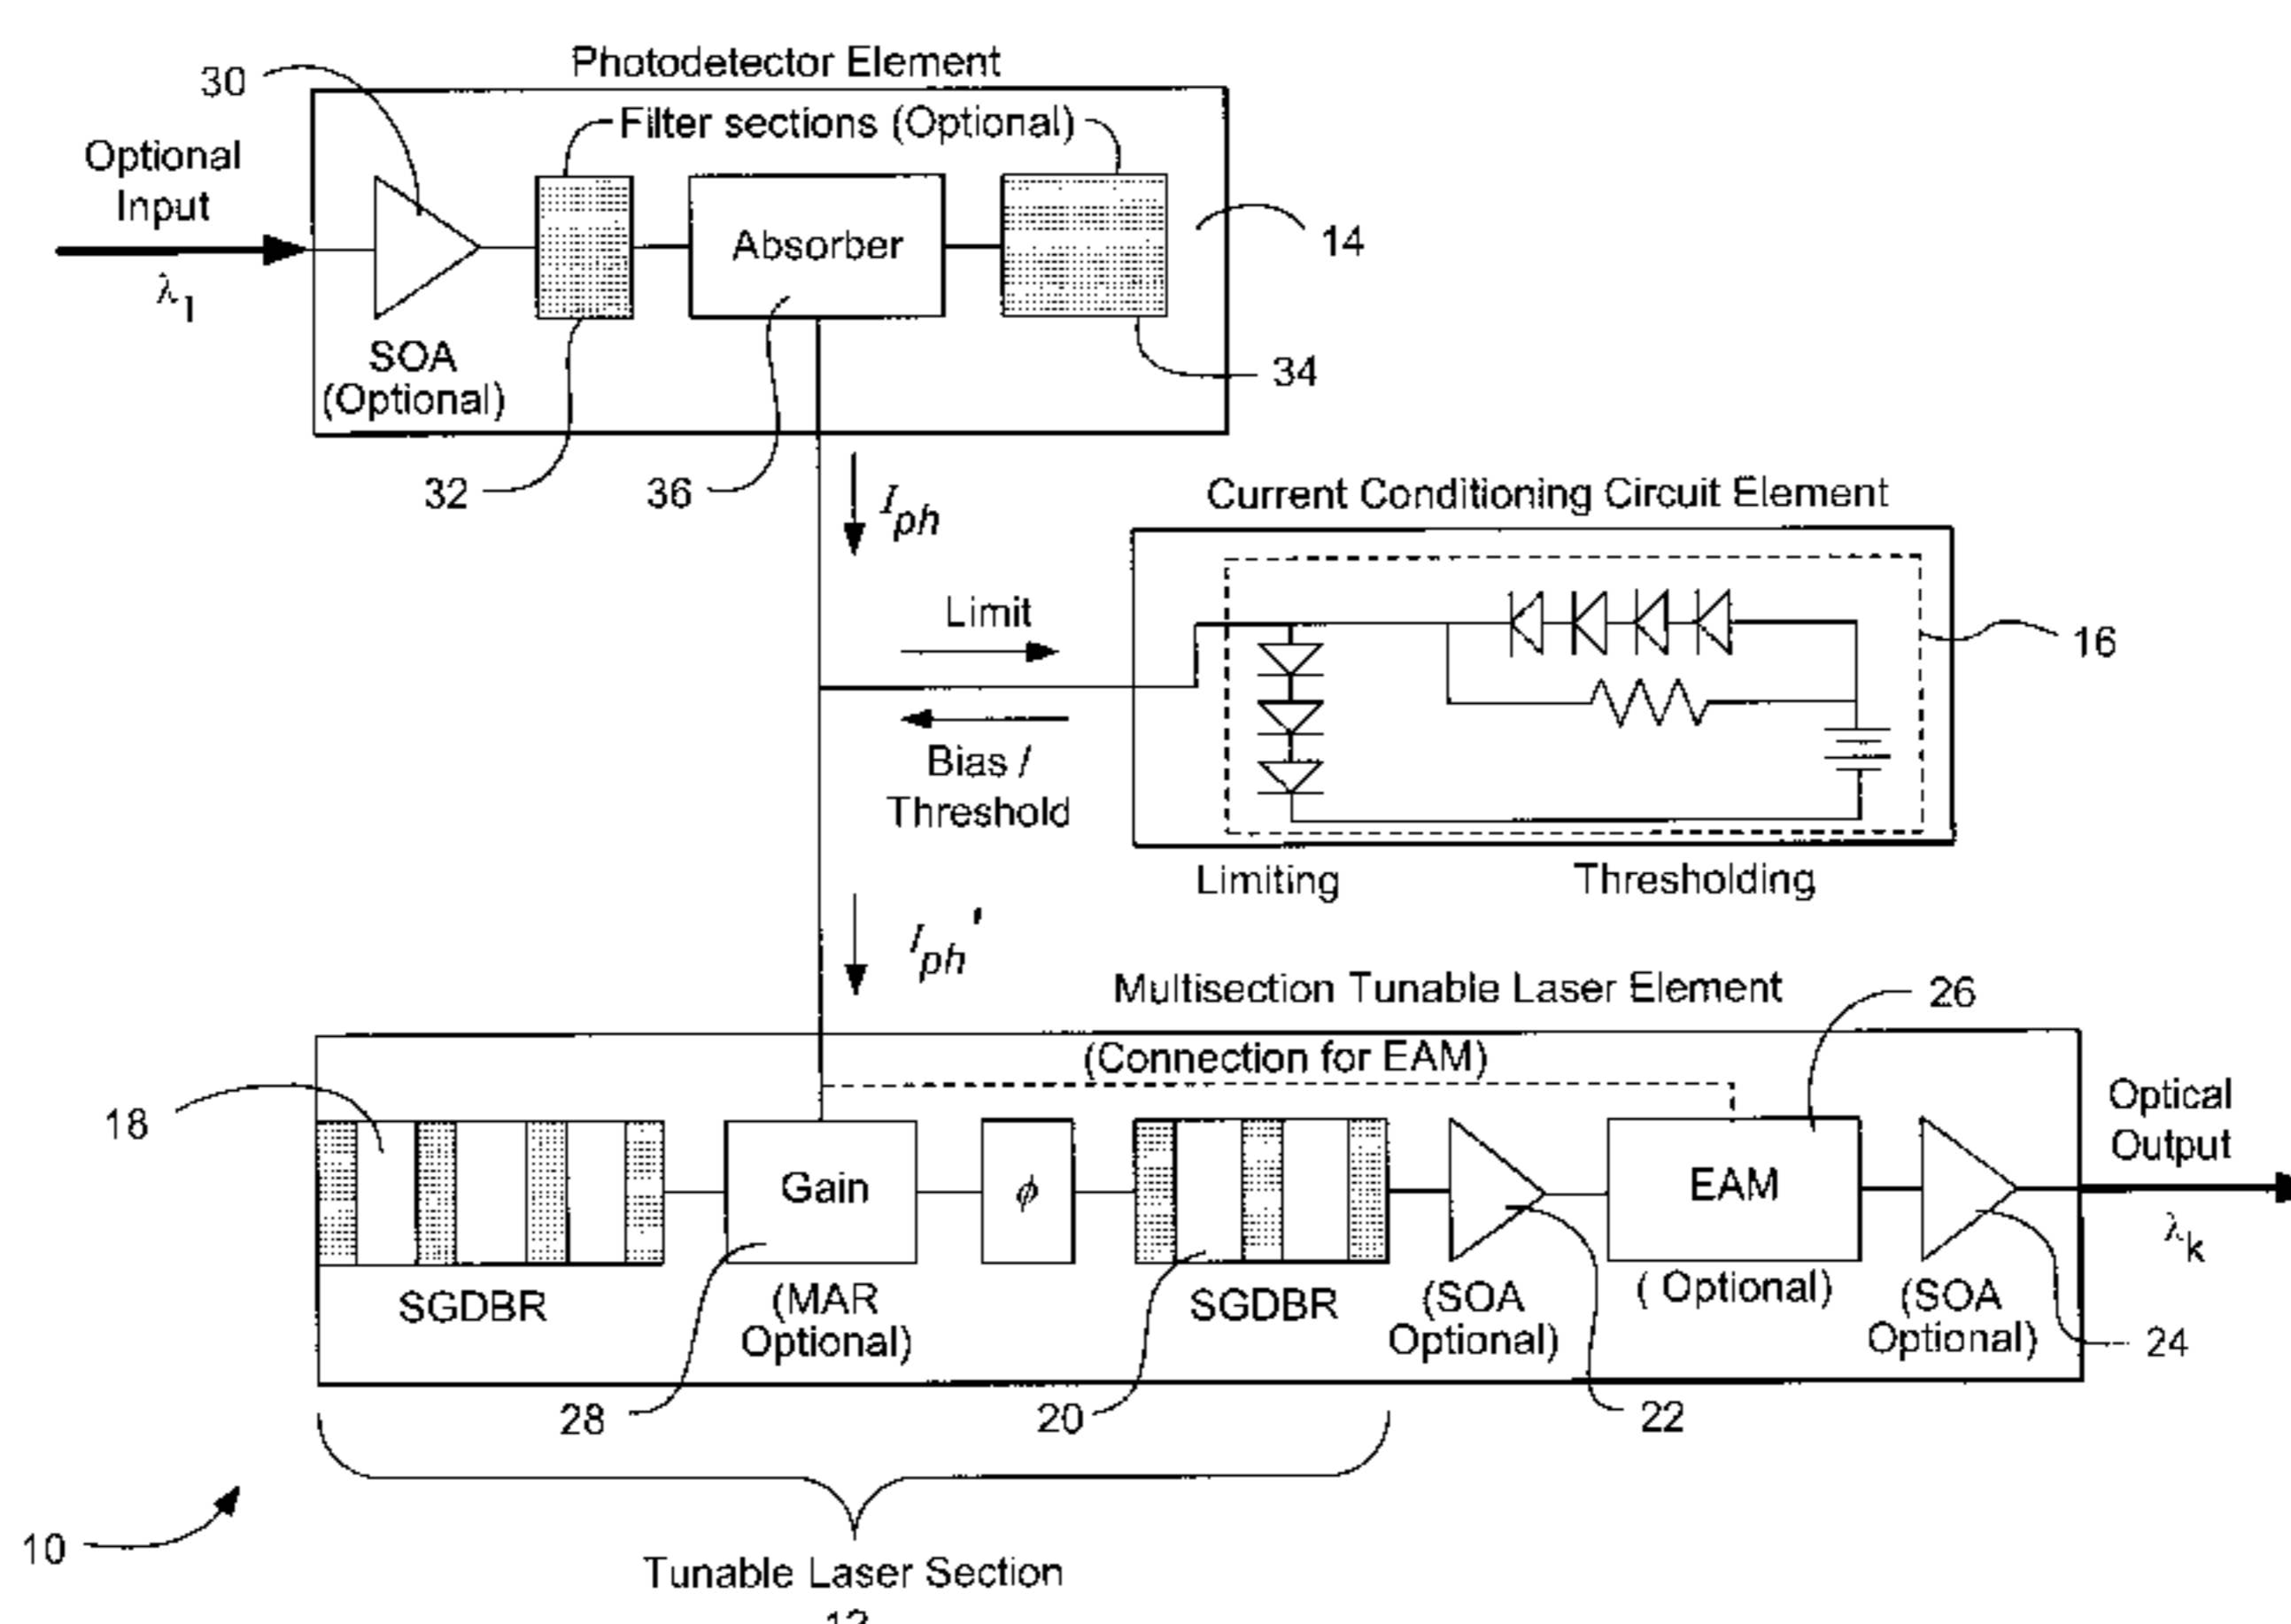 Photodetector Element
30
Filter sections (Optional)
Optional
Input
λ1
Absorber
14
SOA
(Optional)
34
32
36
Iph
Current Conditioning Circuit Element
Limit
16
Bias /
Threshold
Limiting
Thresholding
Iph'
Multisection Tunable Laser Element
26
(Connection for EAM)
18
Optical
Output
Gain
ϕ
EAM
λk
SGDBR
(MAR
Optional)
SGDBR
(SOA
Optional)
( Optional)
(SOA
Optional)
24
28
20
22
10
Tunable Laser Section